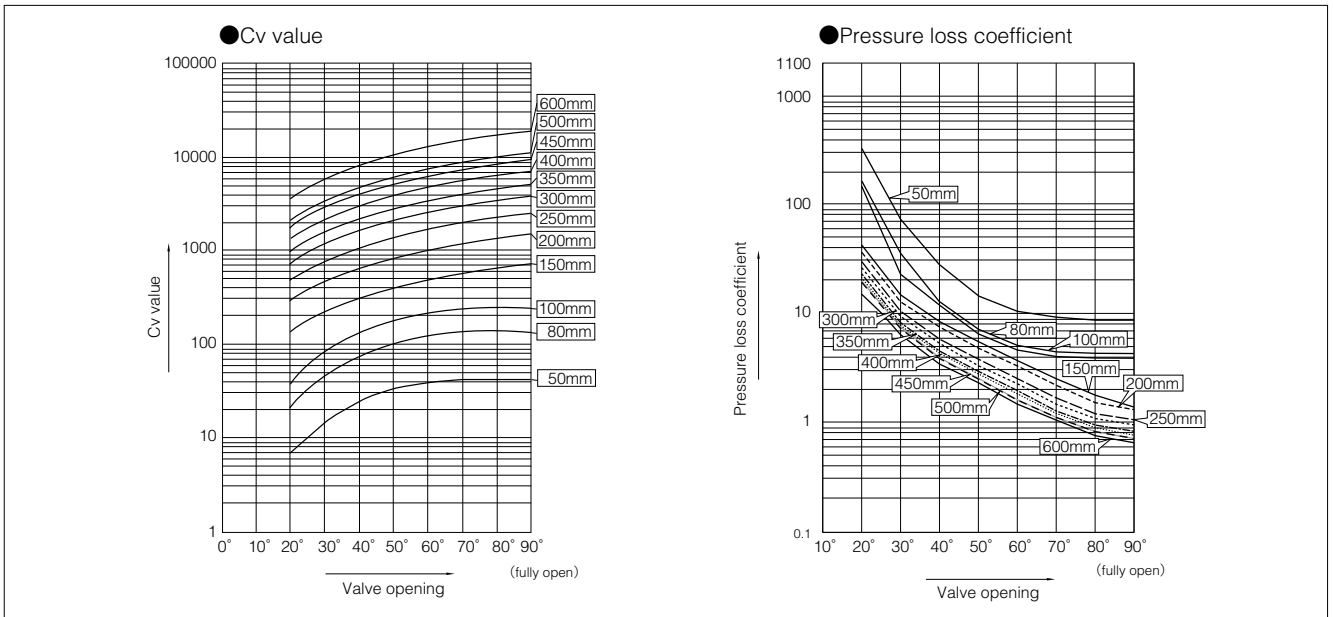 ●Cv value
100000
10000
1000
100
10
1
Cv value
600mm
500mm
450mm
400mm
350mm
300mm
250mm
200mm
150mm
100mm
80mm
50mm
0° 10° 20° 30° 40° 50° 60° 70° 80° 90°
(fully open)
Valve opening
●Pressure loss coefficient
1100
1000
100
10
1
0.1
Pressure loss coefficient
50mm
300mm
350mm
400mm
450mm
500mm
80mm
100mm
150mm
200mm
250mm
600mm
10° 20° 30° 40° 50° 60° 70° 80° 90°
(fully open)
Valve opening